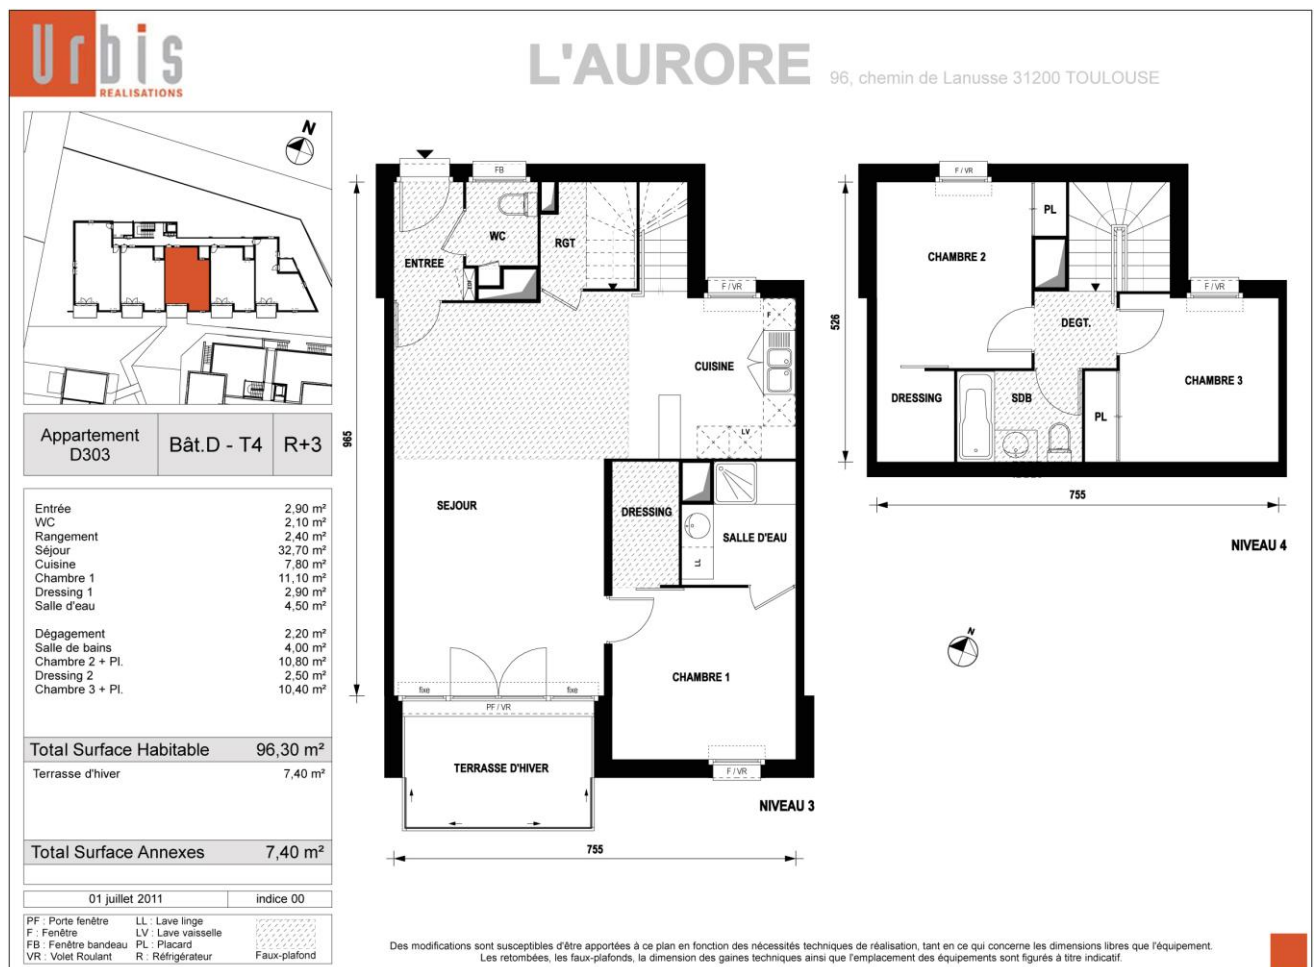 Urbis
REALISATIONS
L'AURORE
96, chemin de Lanusse 31200 TOULOUSE
N
Appartement
D303
Bât.D - T4
R+3
Entrée 2,90 m²
WC 2,10 m²
Rangement 2,40 m²
Séjour 32,70 m²
Cuisine 7,80 m²
Chambre 1 11,10 m²
Dressing 1 2,90 m²
Salle d'eau 4,50 m²
Dégagement 2,20 m²
Salle de bains 4,00 m²
Chambre 2 + Pl. 10,80 m²
Dressing 2 2,50 m²
Chambre 3 + Pl. 10,40 m²
Total Surface Habitable 96,30 m²
Terrasse d'hiver 7,40 m²
Total Surface Annexes 7,40 m²
01 juillet 2011 indice 00
PF : Porte fenêtre LL : Lave linge
F : Fenêtre LV : Lave vaisselle
FB : Fenêtre bandeau PL : Placard
VR : Volet Roulant R : Réfrigérateur
Faux-plafond
FB
WC
RGT
ENTREE
F / VR
CUISINE
LV
965
SEJOUR
DRESSING
SALLE D'EAU
LL
CHAMBRE 1
fixe
fixe
PF / VR
TERRASSE D'HIVER
F / VR
NIVEAU 3
755
F / VR
PL
CHAMBRE 2
F / VR
526
DEGT.
CHAMBRE 3
DRESSING
SDB
PL
755
NIVEAU 4
N
Des modifications sont susceptibles d'être apportées à ce plan en fonction des nécessités techniques de réalisation, tant en ce qui concerne les dimensions libres que l'équipement.
Les retombées, les faux-plafonds, la dimension des gaines techniques ainsi que l'emplacement des équipements sont figurés à titre indicatif.